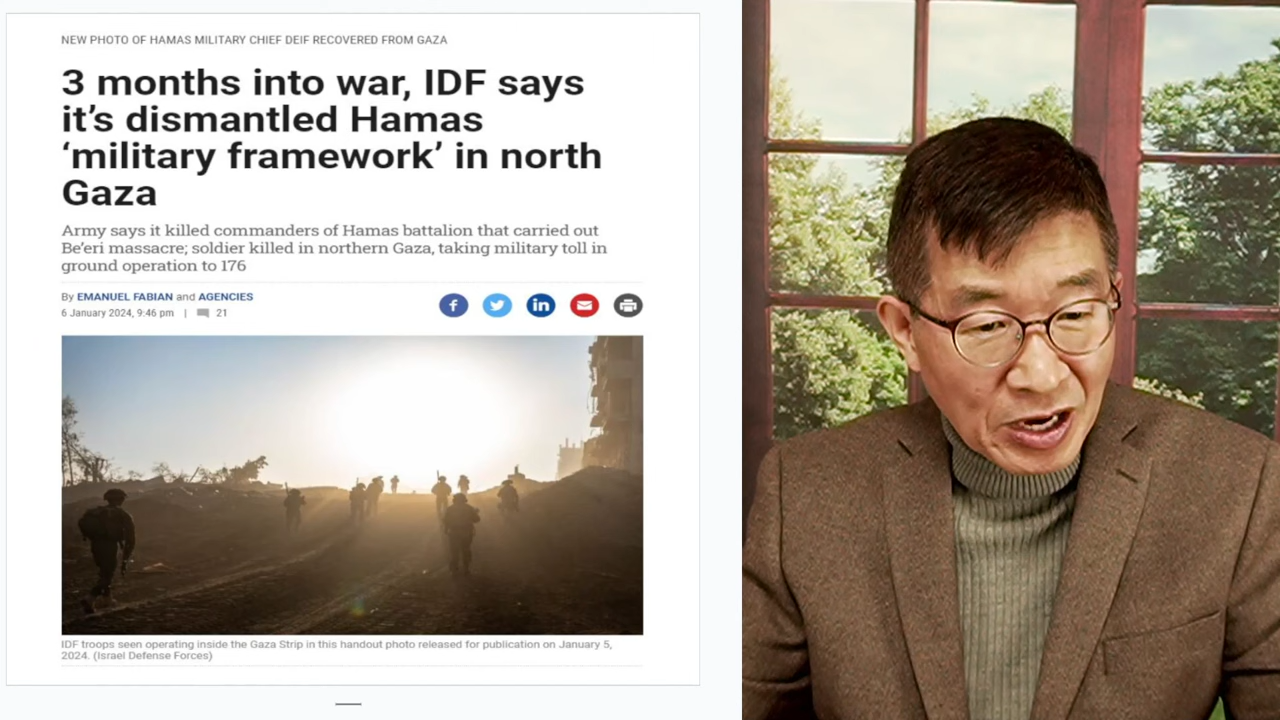 NEW PHOTO OF HAMAS MILITARY CHIEF DEIF RECOVERED FROM GAZA
3 months into war, IDF says
it’s dismantled Hamas
‘military framework’ in north
Gaza
Army says it killed commanders of Hamas battalion that carried out
Be’eri massacre; soldier killed in northern Gaza, taking military toll in
ground operation to 176
By EMANUEL FABIAN and AGENCIES
6 January 2024, 9:46 pm | 21
f in
IDF troops seen operating inside the Gaza Strip in this handout photo released for publication on January 5,
2024. (Israel Defense Forces)